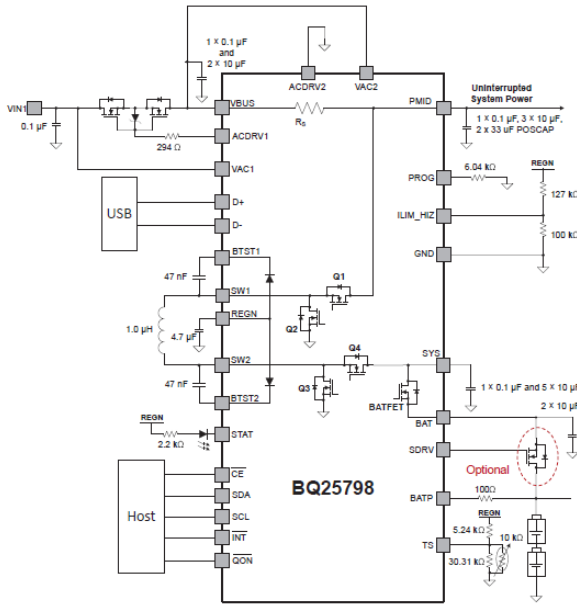 1 × 0.1 µF
and
2 × 10 µF
ACDRV2
VAC2
VIN1
0.1 µF
VBUS
R_S
PMID
Uninterrupted
System Power
1 × 0.1 µF, 3 × 10 µF,
2 x 33 uF POSCAP
294 Ω
ACDRV1
VAC1
PROG
6.04 kΩ
REGN
127 kΩ
ILIM_HIZ
100 kΩ
GND
USB
D+
D-
BTST1
47 nF
SW1
Q1
Q2
REGN
1.0 µH
4.7 µF
SW2
Q4
Q3
SYS
47 nF
BTST2
BATFET
1 × 0.1 µF and 5 × 10 µF
BAT
2 × 10 µF
REGN
2.2 kΩ
STAT
SDRV
Optional
BQ25798
BATP
100Ω
Host
CE
SDA
SCL
INT
QON
REGN
5.24 kΩ
10 kΩ
TS
30.31 kΩ